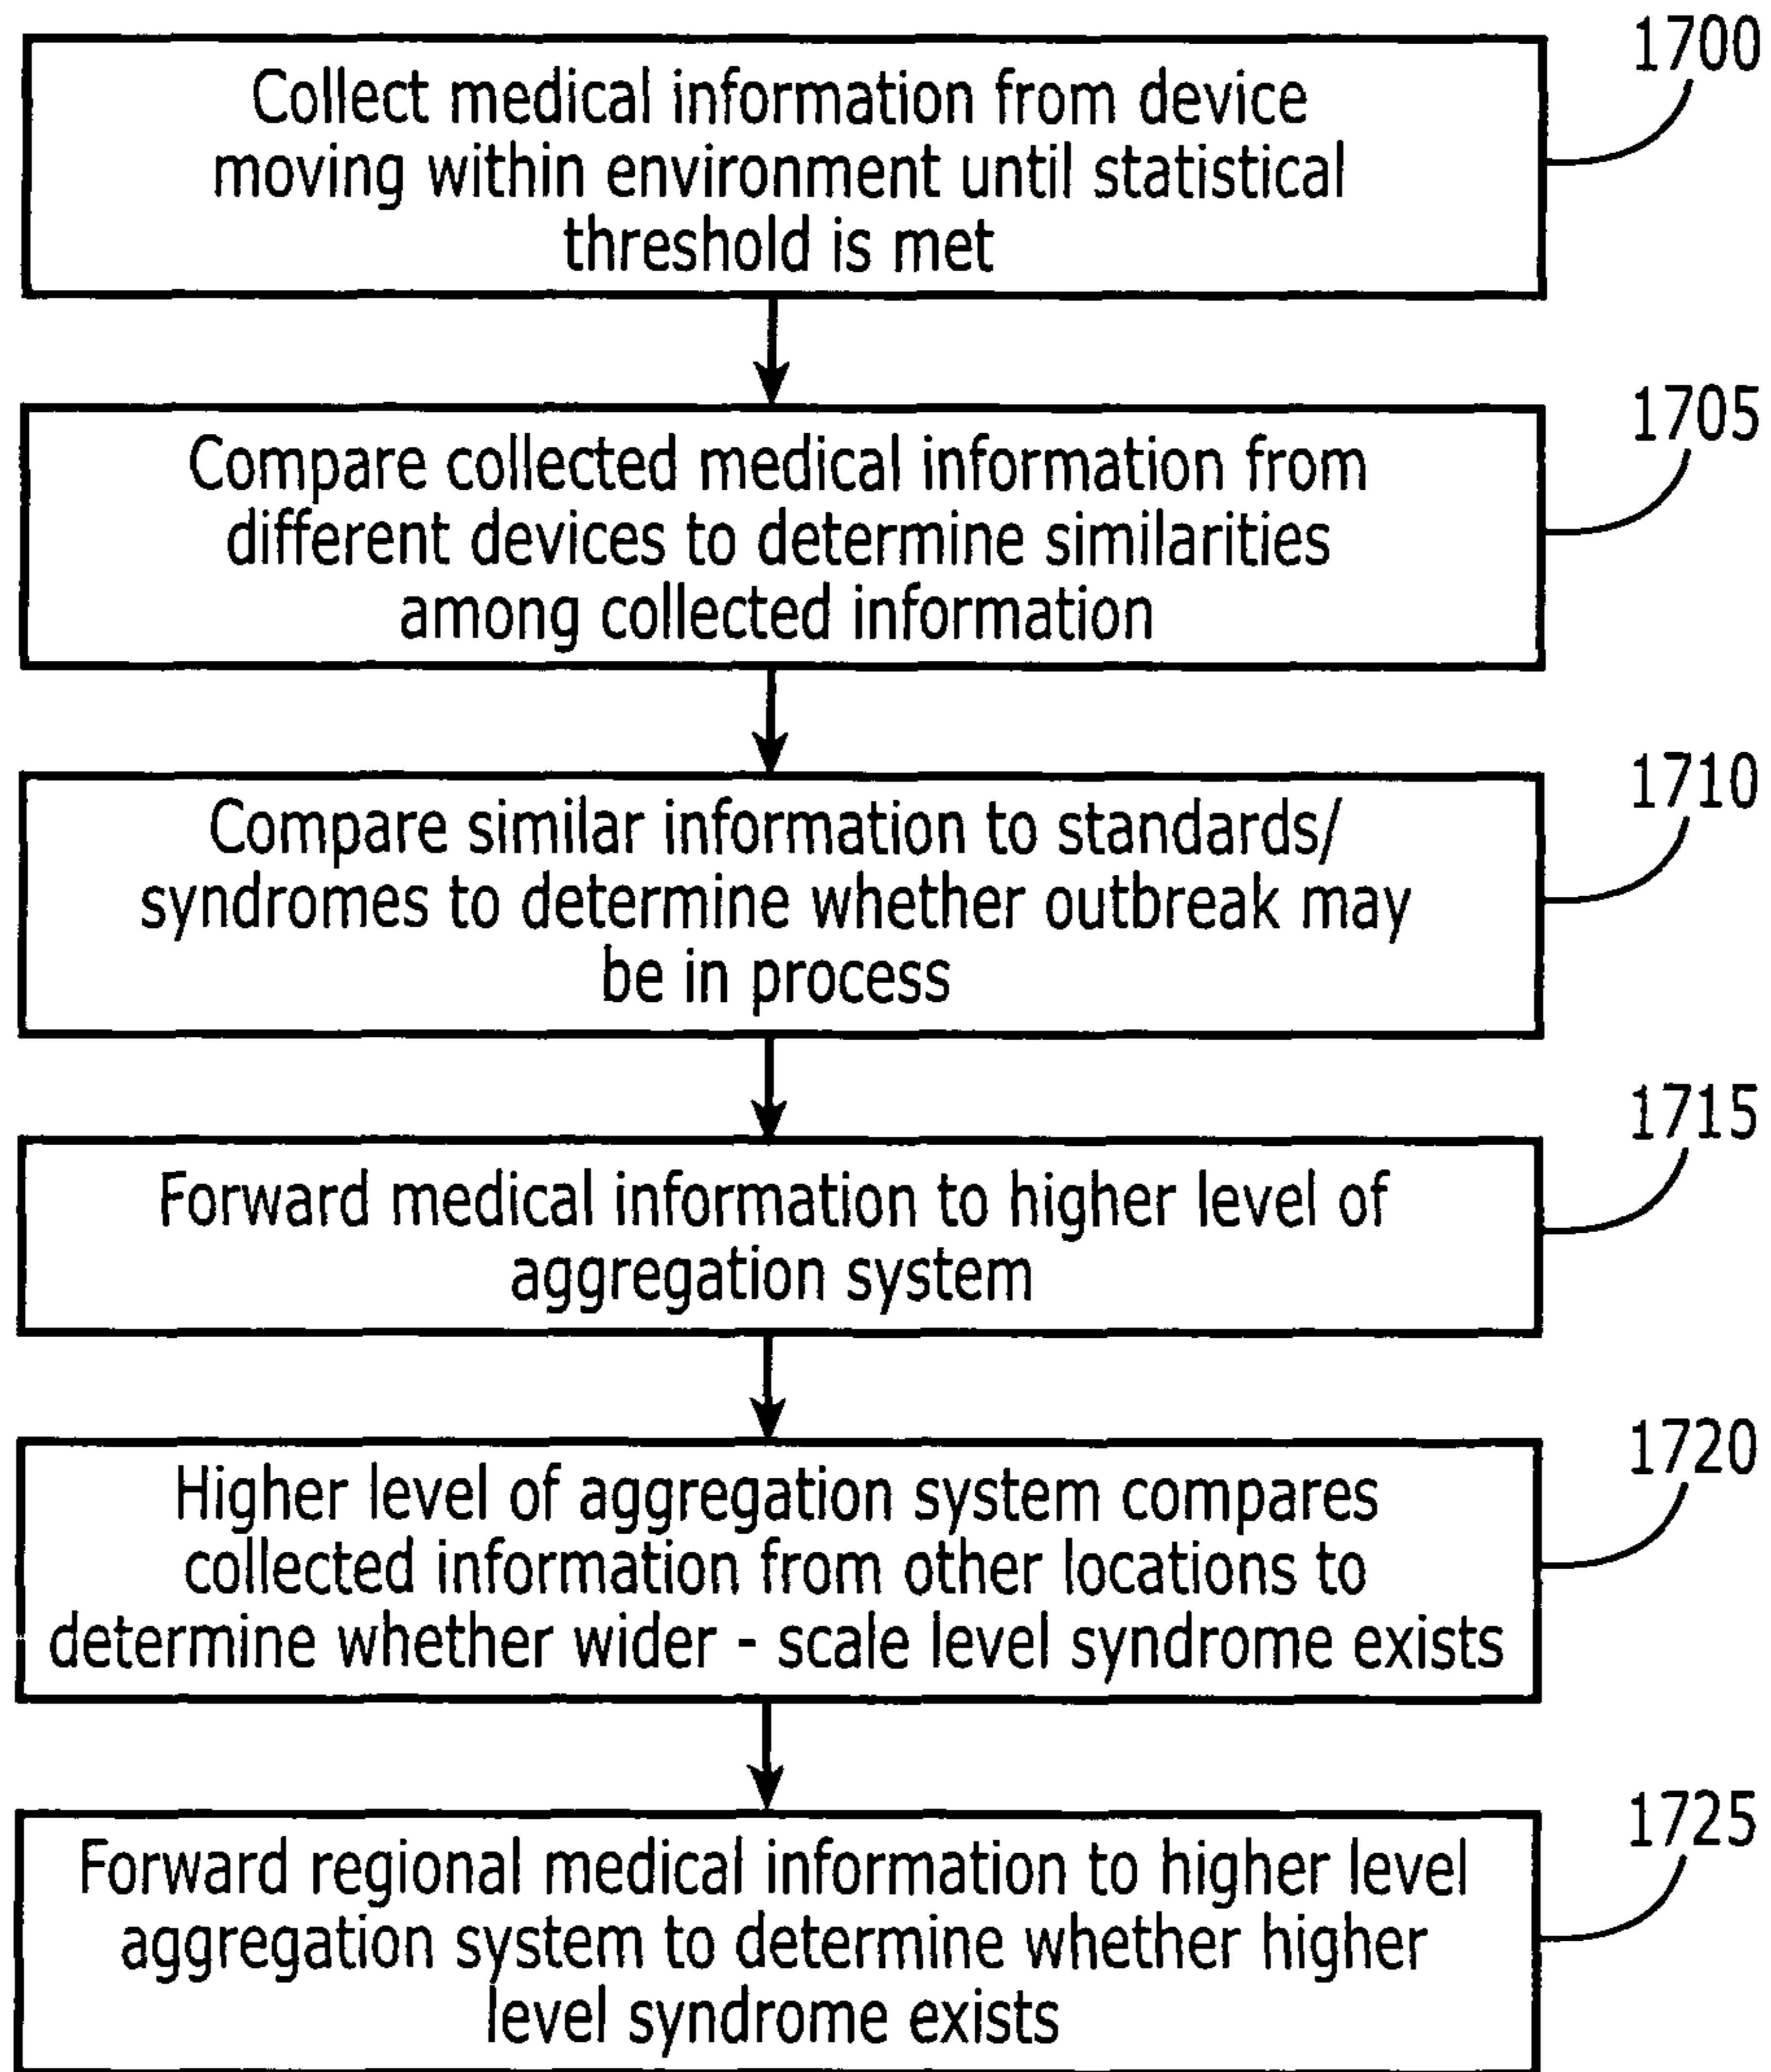 1700
Collect medical information from device
moving within environment until statistical
threshold is met
1705
Compare collected medical information from
different devices to determine similarities
among collected information
1710
Compare similar information to standards/
syndromes to determine whether outbreak may
be in process
1715
Forward medical information to higher level of
aggregation system
1720
Higher level of aggregation system compares
collected information from other locations to
determine whether wider - scale level syndrome exists
1725
Forward regional medical information to higher level
aggregation system to determine whether higher
level syndrome exists